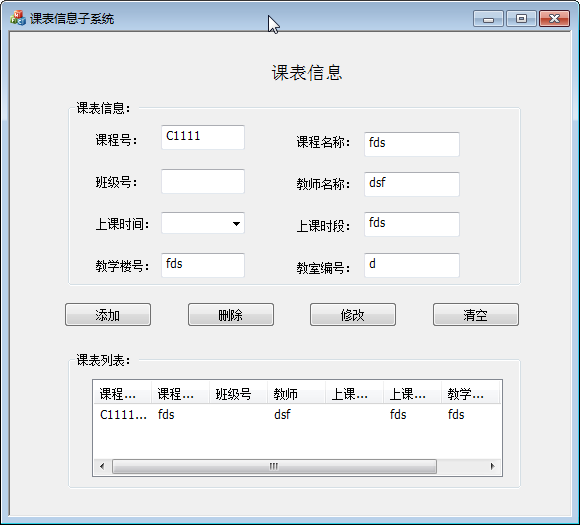 课表信息子系统
课表信息
课表信息：
课程号： C1111 课程名称： fds
班级号： 教师名称： dsf
上课时间： 上课时段： fds
教学楼号： fds 教室编号： d
添加 删除 修改 清空
课表列表：
课程... 课程... 班级号 教师 上课... 上课... 教学...
C1111... fds dsf fds fds